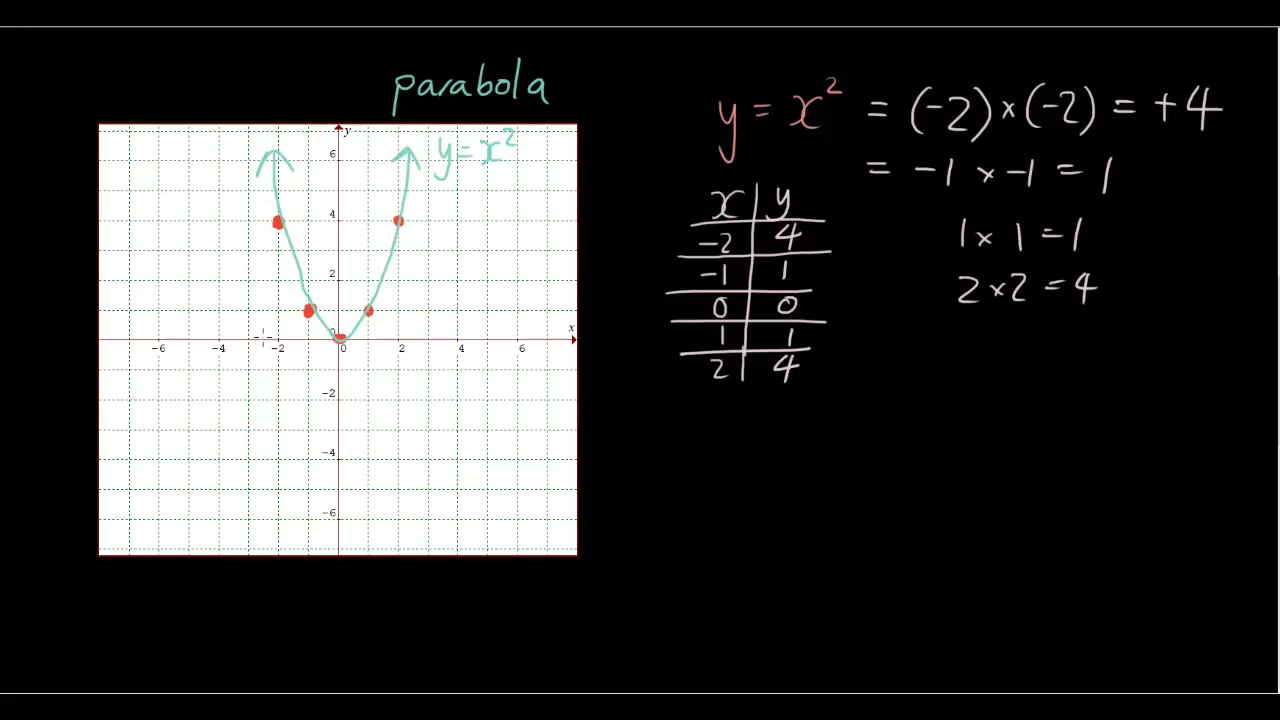 parabola
y = x²
y
6
4
2
0
-6 -4 -2 0 2 4 6 x
-2
-4
-6
y = x² = (-2) × (-2) = +4
= -1 × -1 = 1
1 × 1 = 1
2 × 2 = 4
x y
-2 4
-1 1
0 0
1 1
2 4